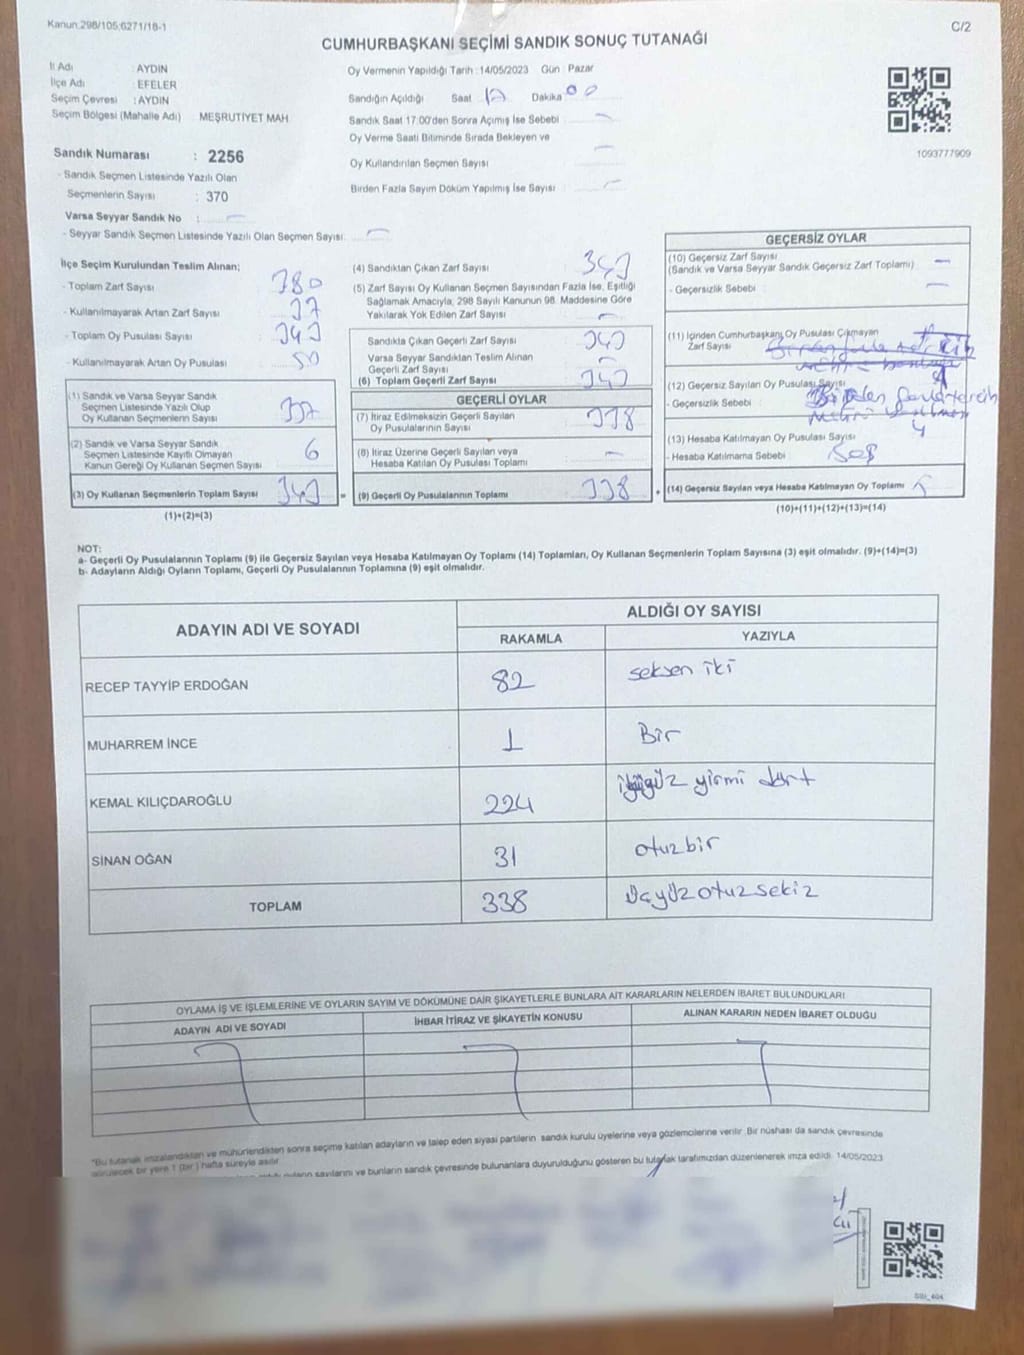 Kanun:298/105;6271/18-1
C/2
CUMHURBAŞKANI SEÇİMİ SANDIK SONUÇ TUTANAĞI
İl Adı : AYDIN
İlçe Adı : EFELER
Seçim Çevresi : AYDIN
Seçim Bölgesi (Mahalle Adı) MEŞRUTİYET MAH.
Sandık Numarası : 2256
- Sandık Seçmen Listesinde Yazılı Olan
Seçmenlerin Sayısı : 370
Varsa Seyyar Sandık No : —
- Seyyar Sandık Seçmen Listesinde Yazılı Olan Seçmen Sayısı: —
Oy Vermenin Yapıldığı Tarih :14/05/2023 Gün : Pazar
Sandığın Açıldığı Saat 17 Dakika 00
Sandık Saat 17:00'den Sonra Açımış İse Sebebi : —
Oy Verme Saati Bitiminde Sırada Bekleyen ve
Oy Kullandırılan Seçmen Sayısı : —
Birden Fazla Sayım Döküm Yapılmış İse Sayısı : —
1093777909
İlçe Seçim Kurulundan Teslim Alınan;
- Toplam Zarf Sayısı : 380
- Kullanılmayarak Artan Zarf Sayısı : 37
- Toplam Oy Pusulası Sayısı : 343
- Kullanılmayarak Artan Oy Pusulası : 50
(1) Sandık ve Varsa Seyyar Sandık
Seçmen Listesinde Yazılı Olup
Oy Kullanan Seçmenlerin Sayısı 337
(2) Sandık ve Varsa Seyyar Sandık
Seçmen Listesinde Kayıtlı Olmayan
Kanun Gereği Oy Kullanan Seçmen Sayısı 6
(3) Oy Kullanan Seçmenlerin Toplam Sayısı 343 =
(1)+(2)=(3)
(4) Sandıktan Çıkan Zarf Sayısı 343
(5) Zarf Sayısı Oy Kullanan Seçmen Sayısından Fazla İse, Eşitliği
Sağlamak Amacıyla, 298 Sayılı Kanunun 98. Maddesine Göre
Yakılarak Yok Edilen Zarf Sayısı —
Sandıkta Çıkan Geçerli Zarf Sayısı 343
Varsa Seyyar Sandıktan Teslim Alınan
Geçerli Zarf Sayısı —
(6) Toplam Geçerli Zarf Sayısı 343
GEÇERLİ OYLAR
(7) İtiraz Edilmeksizin Geçerli Sayılan
Oy Pusulalarının Sayısı 338
(8) İtiraz Üzerine Geçerli Sayılan veya
Hesaba Katılan Oy Pusulası Toplamı —
(9) Geçerli Oy Pusulalarının Toplamı 338 +
GEÇERSİZ OYLAR
(10) Geçersiz Zarf Sayısı
(Sandık ve Varsa Seyyar Sandık Geçersiz Zarf Toplamı) —
- Geçersizlik Sebebi : —
(11) İçinden Cumhurbaşkanı Oy Pusulası Çıkmayan
Zarf Sayısı
(12) Geçersiz Sayılan Oy Pusulası Sayısı
- Geçersizlik Sebebi : Birden fazla tercih
4
(13) Hesaba Katılmayan Oy Pusulası Sayısı
- Hesaba Katılmama Sebebi : Boş
(14) Geçersiz Sayılan veya Hesaba Katılmayan Oy Toplamı 5
(10)+(11)+(12)+(13)=(14)
NOT:
a- Geçerli Oy Pusulalarının Toplamı (9) ile Geçersiz Sayılan veya Hesaba Katılmayan Oy Toplamı (14) Toplamları, Oy Kullanan Seçmenlerin Toplam Sayısına (3) eşit olmalıdır. (9)+(14)=(3)
b- Adayların Aldığı Oyların Toplamı, Geçerli Oy Pusulalarının Toplamına (9) eşit olmalıdır.
ADAYIN ADI VE SOYADI
ALDIĞI OY SAYISI
RAKAMLA YAZIYLA
RECEP TAYYİP ERDOĞAN 82 seksen iki
MUHARREM İNCE 1 Bir
KEMAL KILIÇDAROĞLU 224 ikiyüz yirmi dört
SİNAN OĞAN 31 otuzbir
TOPLAM 338 üçyüz otuz sekiz
OYLAMA İŞ VE İŞLEMLERİNE VE OYLARIN SAYIM VE DÖKÜMÜNE DAİR ŞİKAYETLERLE BUNLARA AİT KARARLARIN NELERDEN İBARET BULUNDUKLARI
ADAYIN ADI VE SOYADI İHBAR İTİRAZ VE ŞİKAYETİN KONUSU ALINAN KARARIN NEDEN İBARET OLDUĞU
*Bu tutanak imzalandıktan ve mühürlendikten sonra seçime katılan adayların ve talep eden siyasi partilerin sandık kurulu üyelerine veya gözlemcilerine verilir. Bir nüshası da sandık çevresinde
görülecek bir yere 1 (bir) hafta süreyle asılır.
oyların sayılarını ve bunların sandık çevresinde bulunanlara duyurulduğunu gösteren bu tutanak tarafımızdan düzenlenerek imza edildi. 14/05/2023